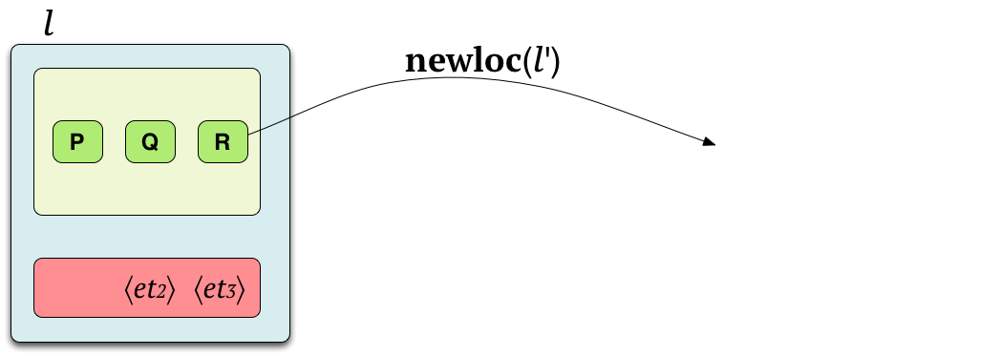 l
newloc(l')
P Q R
⟨et2⟩ ⟨et3⟩